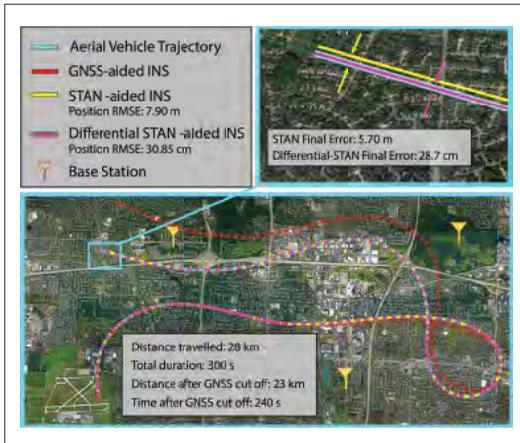 Aerial Vehicle Trajectory
GNSS-aided INS
STAN -aided INS
Position RMSE: 7.90 m
Differential STAN -aided INS
Position RMSE: 30.85 cm
Base Station
STAN Final Error: 5.70 m
Differential-STAN Final Error: 28.7 cm
Distance travelled: 28 km
Total duration: 300 s
Distance after GNSS cut off: 23 km
Time after GNSS cut off: 240 s